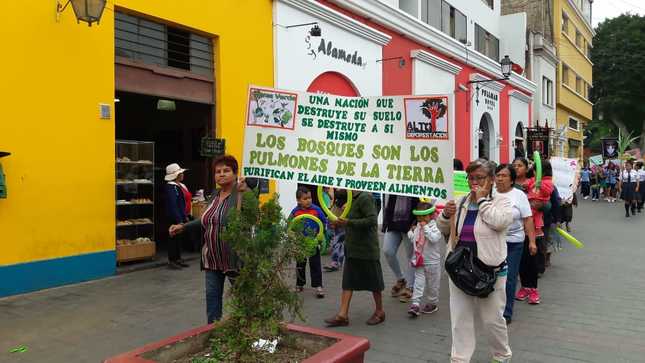 Alameda
UNA NACIÓN QUE
DESTRUYE SU SUELO
SE DESTRUYE A SI
MISMO
LOS BOSQUES SON LOS
PULMONES DE LA TIERRA
PURIFICAN EL AIRE Y PROVEEN ALIMENTOS
ALTO
DEFORESTACION